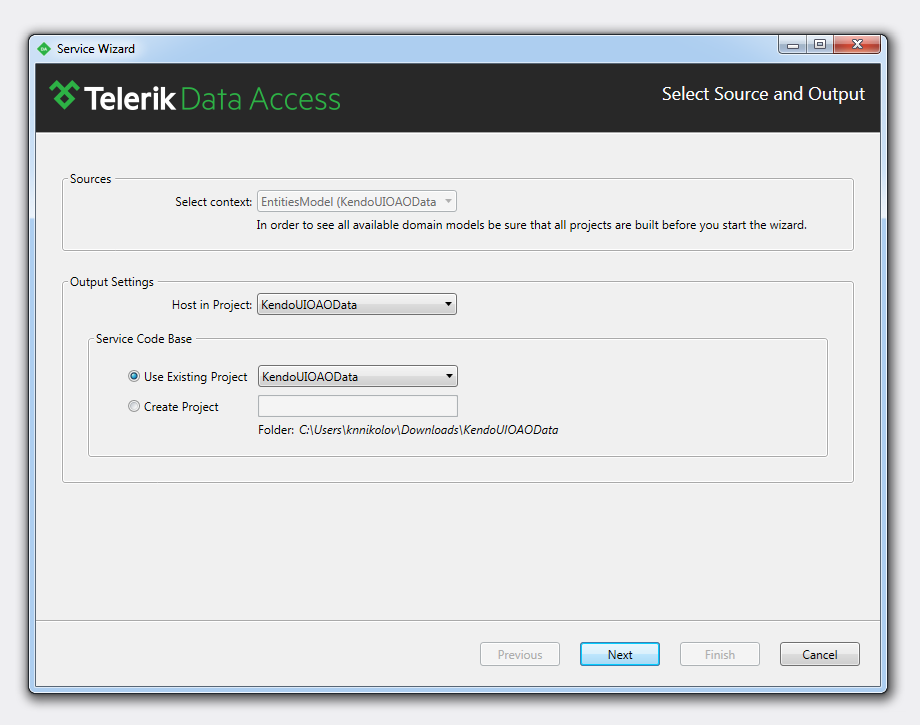 Service Wizard
Telerik Data Access
Select Source and Output
Sources
Select context: EntitiesModel (KendoUIOAOData
In order to see all available domain models be sure that all projects are built before you start the wizard.
Output Settings
Host in Project: KendoUIOAOData
Service Code Base
Use Existing Project KendoUIOAOData
Create Project
Folder: C:\Users\knnikolov\Downloads\KendoUIOAOData
Previous Next Finish Cancel